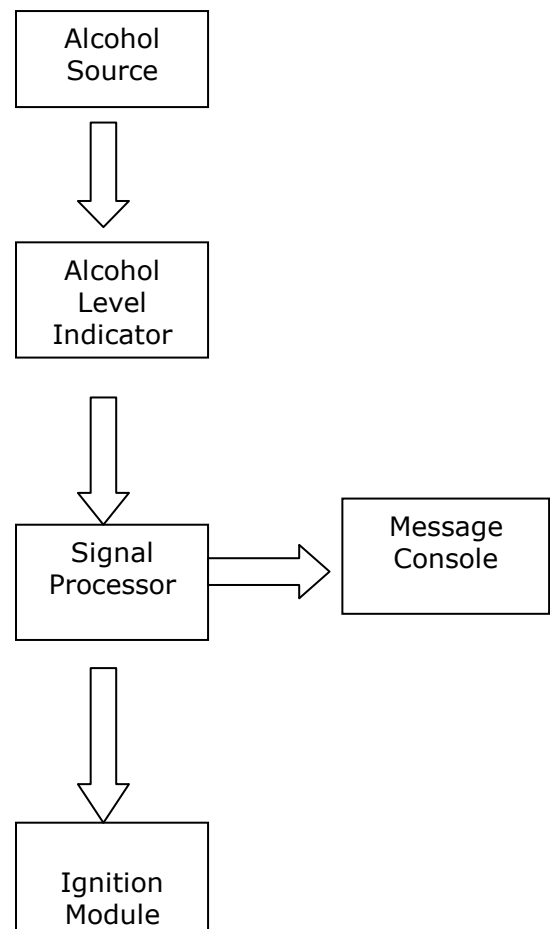 Alcohol
Source
Alcohol
Level
Indicator
Signal
Processor
Message
Console
Ignition
Module